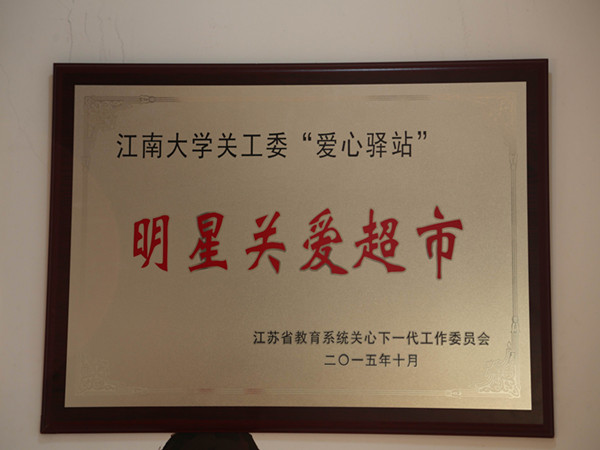 江南大学关工委“爱心驿站”
明星关爱超市
江苏省教育系统关心下一代工作委员会
二〇一五年十月